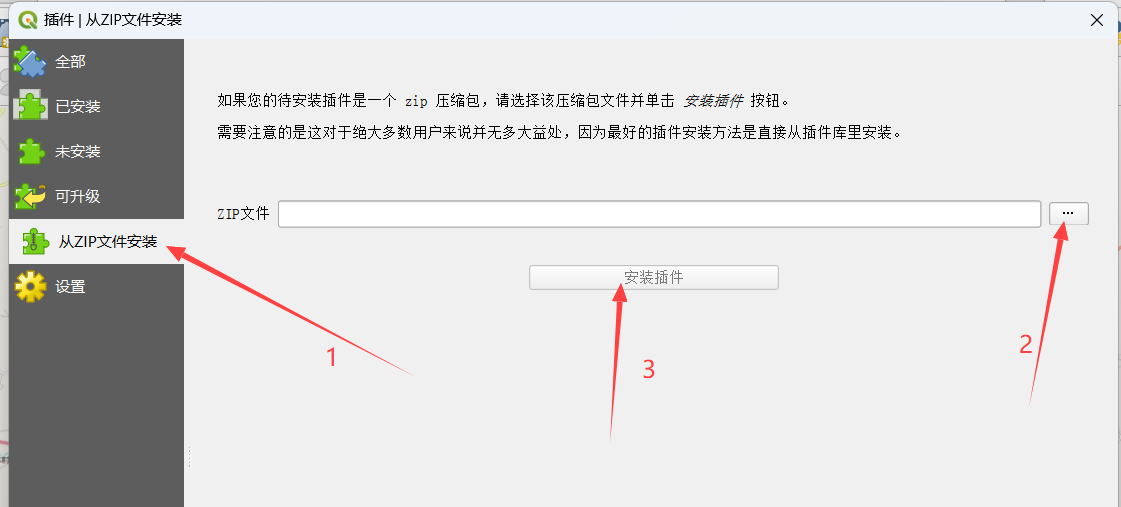 插件 | 从ZIP文件安装
全部
已安装
未安装
可升级
从ZIP文件安装
设置
如果您的待安装插件是一个 zip 压缩包，请选择该压缩包文件并单击 安装插件 按钮。
需要注意的是这对于绝大多数用户来说并无多大益处，因为最好的插件安装方法是直接从插件库里安装。
ZIP文件
...
安装插件
1
2
3